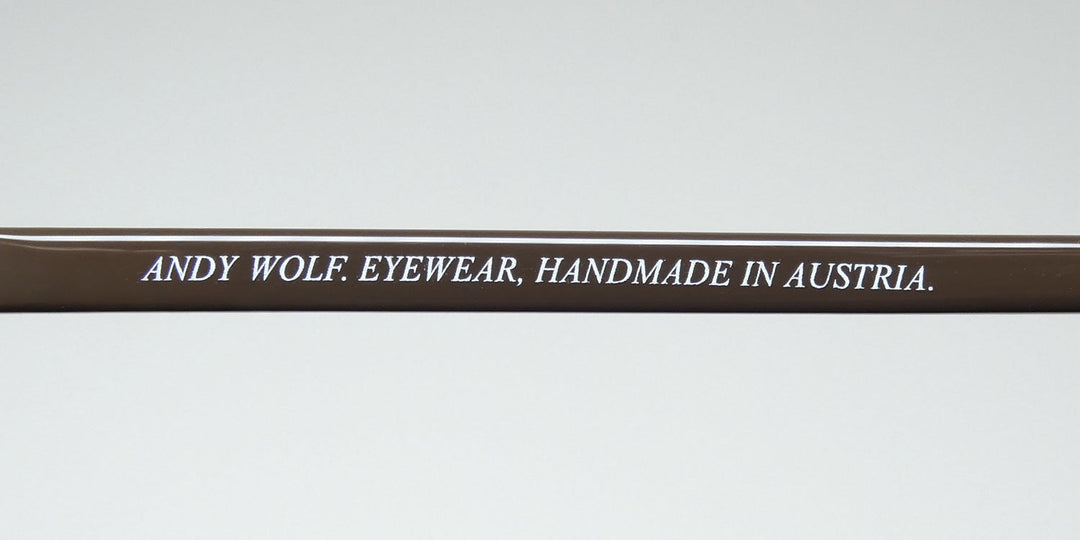 ANDY WOLF. EYEWEAR, HANDMADE IN AUSTRIA.